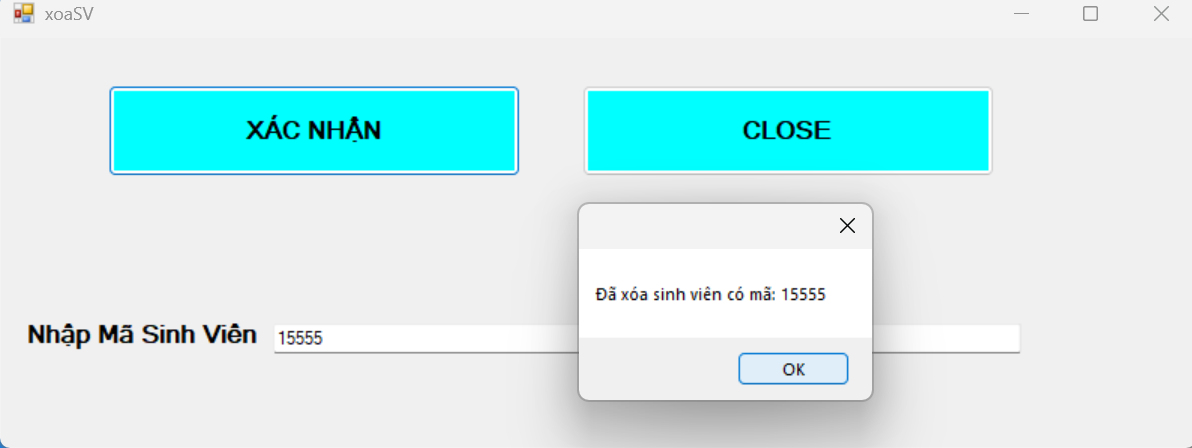 xoaSV
XÁC NHẬN
CLOSE
Đã xóa sinh viên có mã: 15555
Nhập Mã Sinh Viên
15555
OK